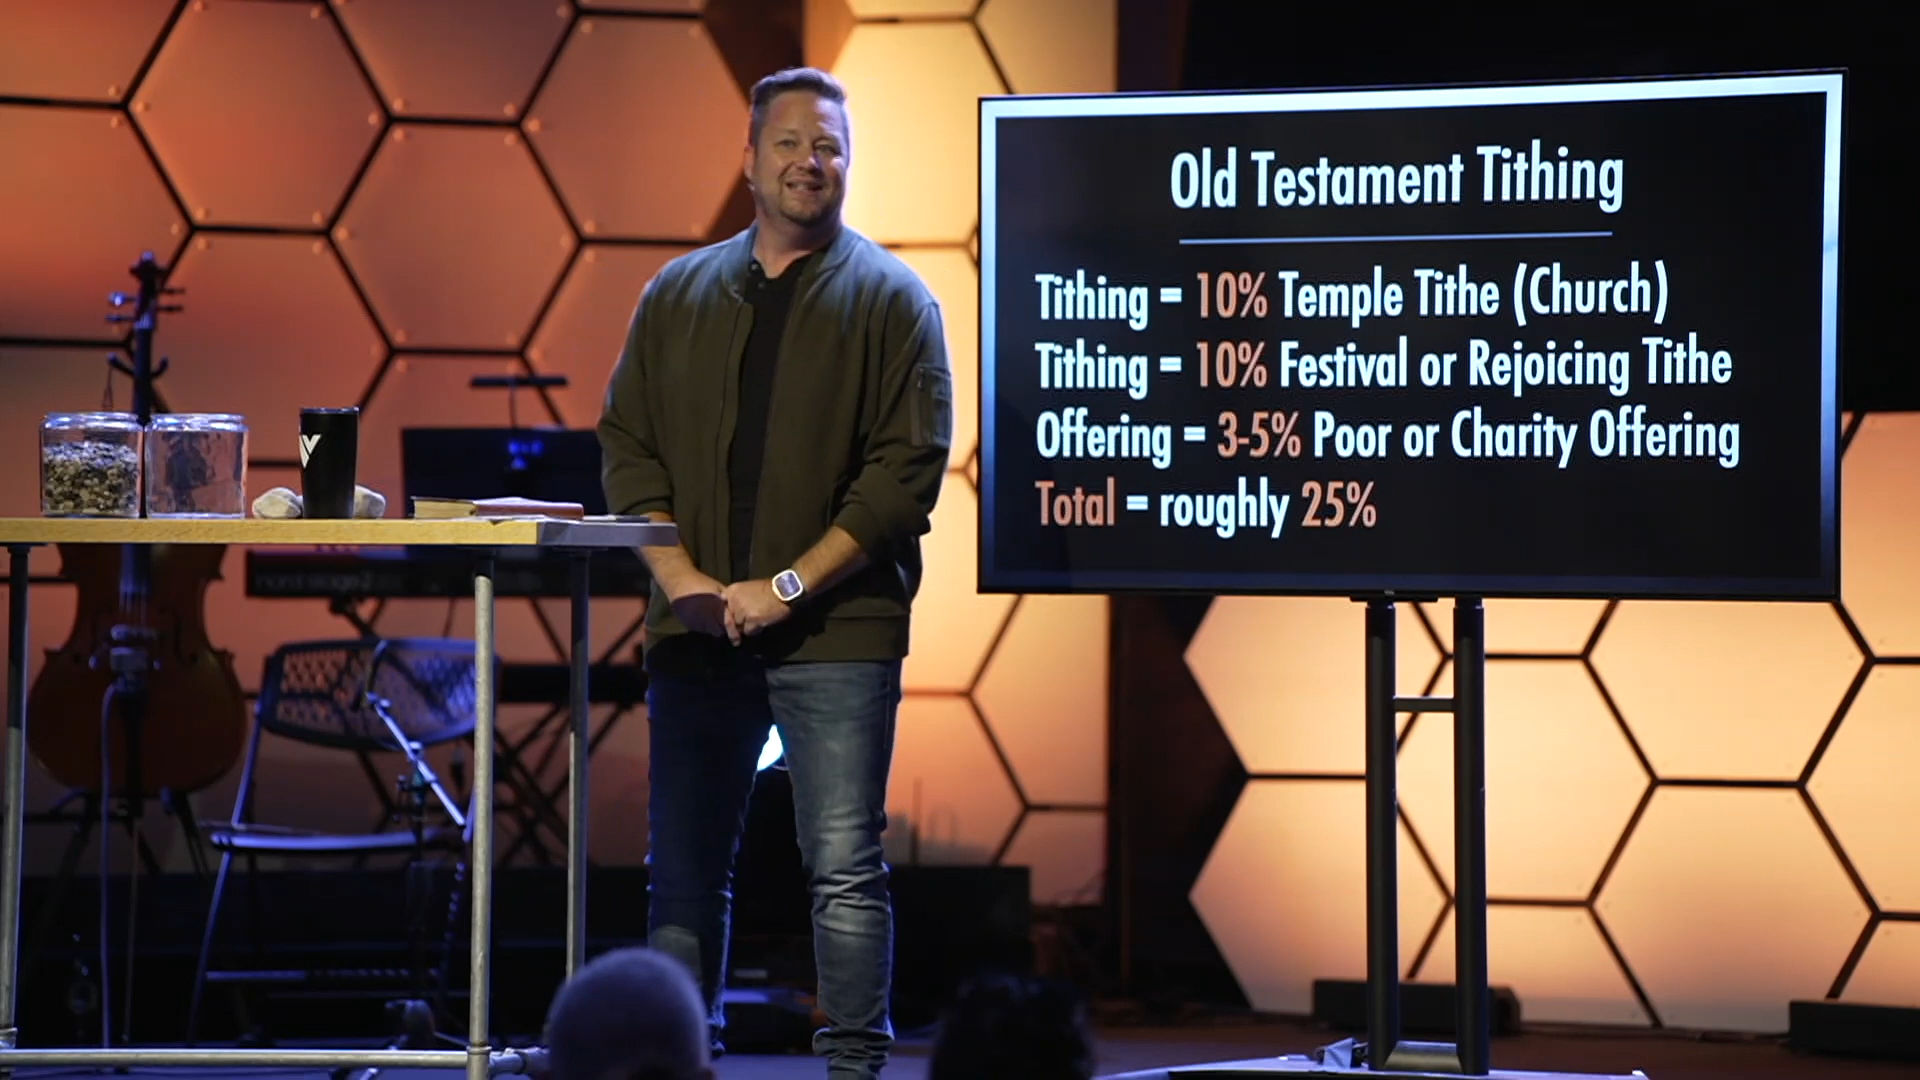 Old Testament Tithing
Tithing = 10% Temple Tithe (Church)
Tithing = 10% Festival or Rejoicing Tithe
Offering = 3-5% Poor or Charity Offering
Total = roughly 25%